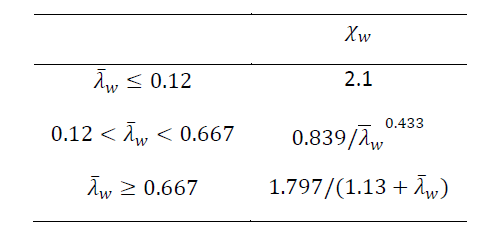 χ_w
λ̄_w ≤ 0.12 2.1
0.12 < λ̄_w < 0.667 0.839/λ̄_w^0.433
λ̄_w ≥ 0.667 1.797/(1.13 + λ̄_w)